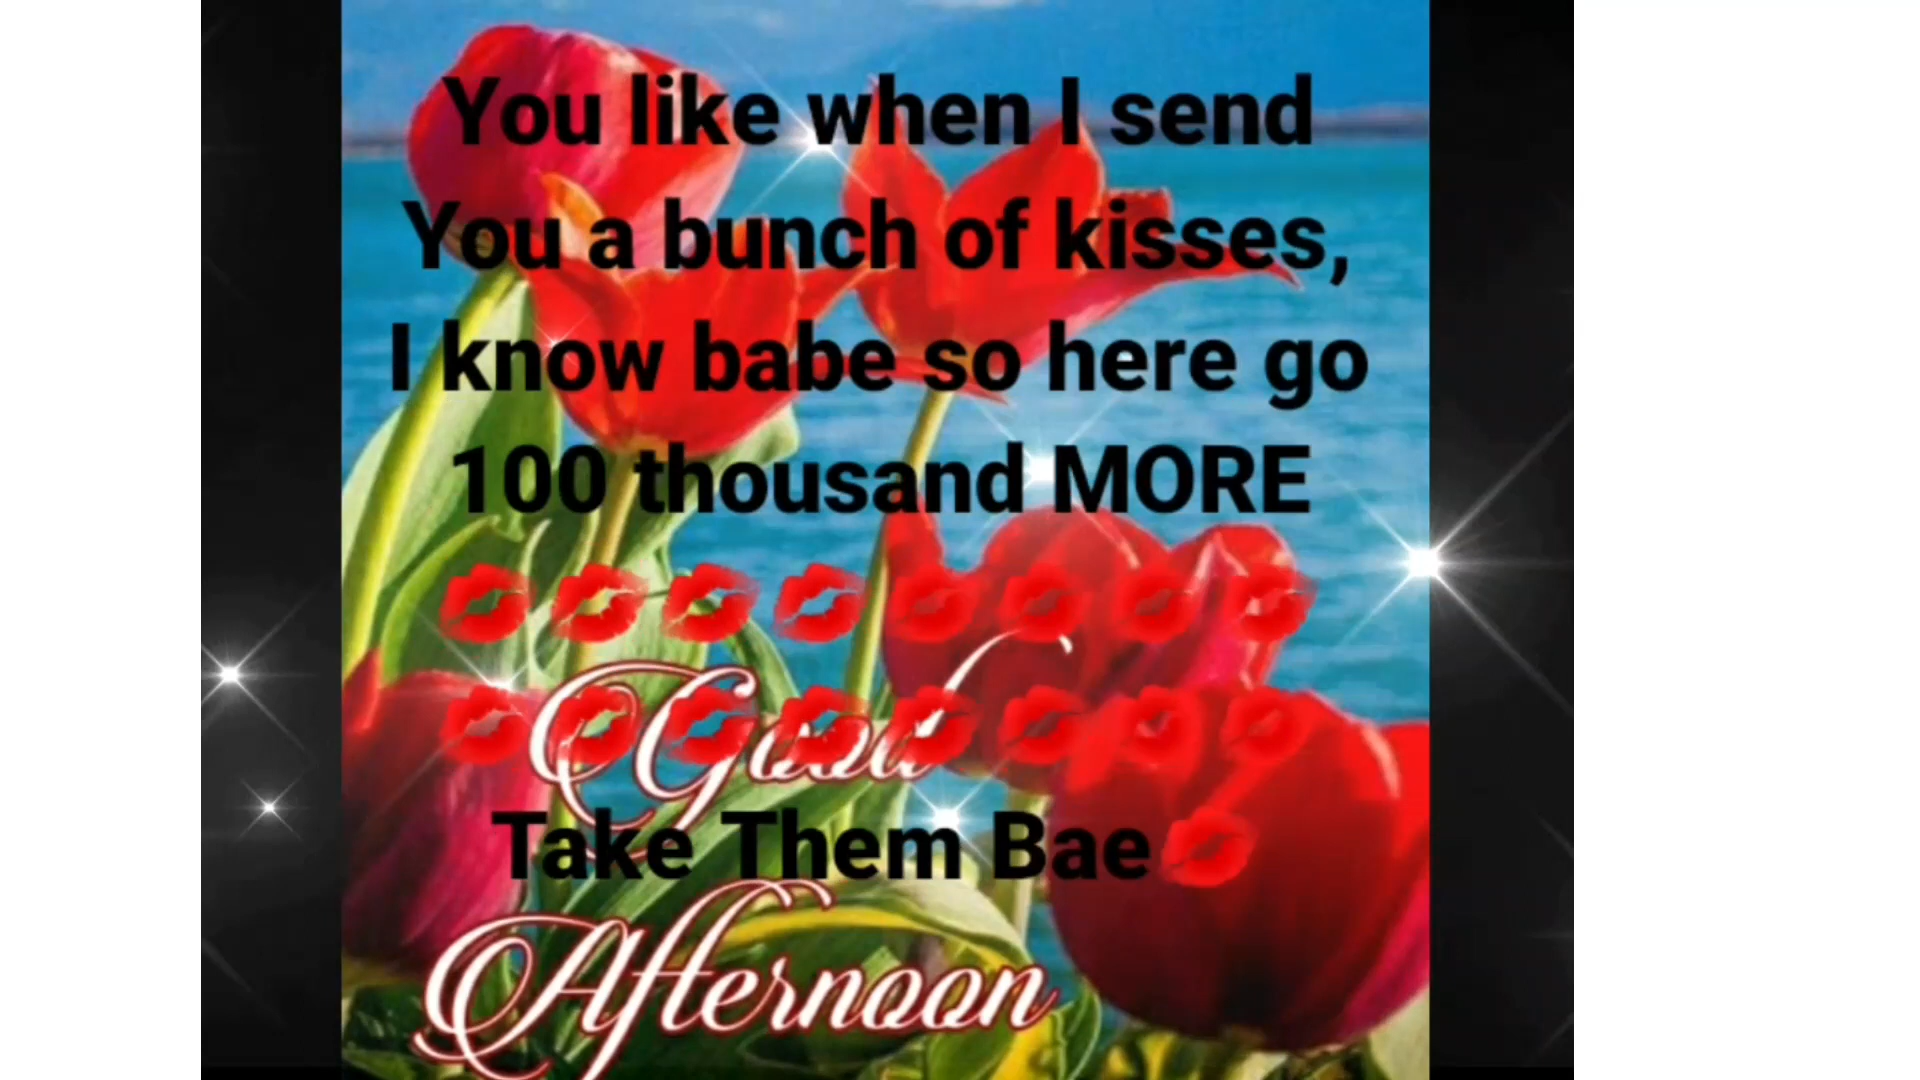 You like when I send
You a bunch of kisses,
I know babe so here go
100 thousand MORE
💋💋💋💋💋💋💋💋
💋💋💋💋💋💋💋💋
Good
Take Them Bae💋
Afternoon